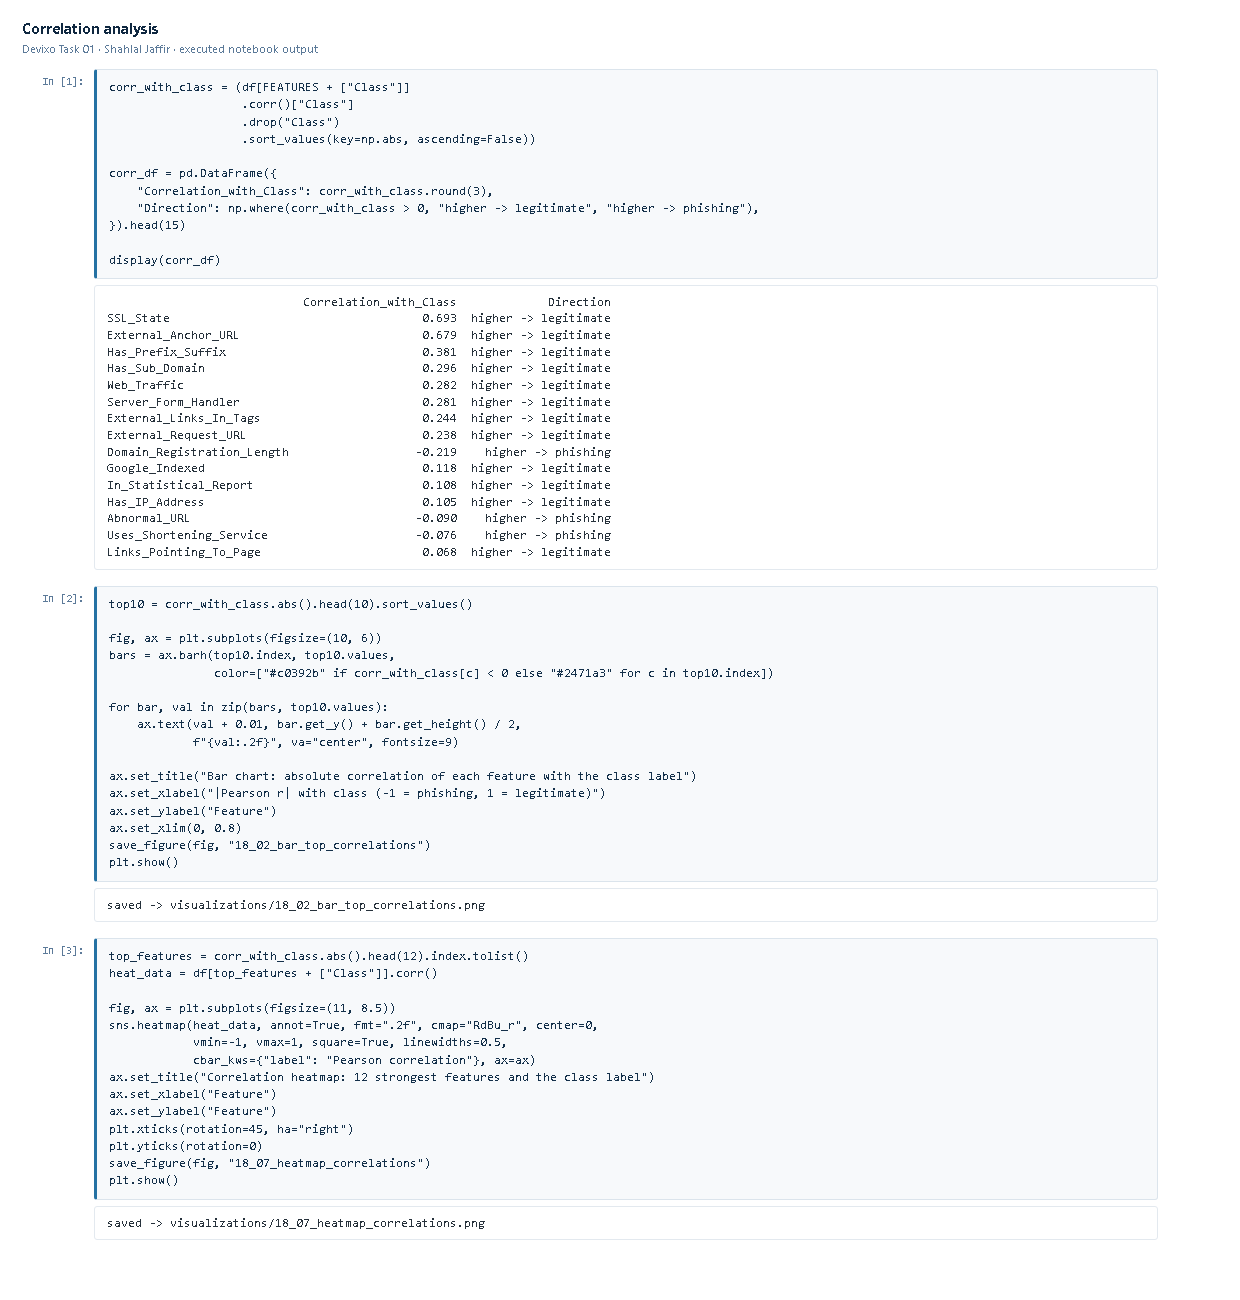 Correlation analysis
Devixo Task 01 · Shahlal Jaffir · executed notebook output
In [1]:
corr_with_class = (df[FEATURES + ["Class"]]
                   .corr()["Class"]
                   .drop("Class")
                   .sort_values(key=np.abs, ascending=False))

corr_df = pd.DataFrame({
    "Correlation_with_Class": corr_with_class.round(3),
    "Direction": np.where(corr_with_class > 0, "higher -> legitimate", "higher -> phishing"),
}).head(15)

display(corr_df)
Correlation_with_Class Direction
SSL_State 0.693 higher -> legitimate
External_Anchor_URL 0.679 higher -> legitimate
Has_Prefix_Suffix 0.381 higher -> legitimate
Has_Sub_Domain 0.296 higher -> legitimate
Web_Traffic 0.282 higher -> legitimate
Server_Form_Handler 0.281 higher -> legitimate
External_Links_In_Tags 0.244 higher -> legitimate
External_Request_URL 0.238 higher -> legitimate
Domain_Registration_Length -0.219 higher -> phishing
Google_Indexed 0.118 higher -> legitimate
In_Statistical_Report 0.108 higher -> legitimate
Has_IP_Address 0.105 higher -> legitimate
Abnormal_URL -0.090 higher -> phishing
Uses_Shortening_Service -0.076 higher -> phishing
Links_Pointing_To_Page 0.068 higher -> legitimate
In [2]:
top10 = corr_with_class.abs().head(10).sort_values()

fig, ax = plt.subplots(figsize=(10, 6))
bars = ax.barh(top10.index, top10.values,
               color=["#c0392b" if corr_with_class[c] < 0 else "#2471a3" for c in top10.index])

for bar, val in zip(bars, top10.values):
    ax.text(val + 0.01, bar.get_y() + bar.get_height() / 2,
            f"{val:.2f}", va="center", fontsize=9)

ax.set_title("Bar chart: absolute correlation of each feature with the class label")
ax.set_xlabel("|Pearson r| with class (-1 = phishing, 1 = legitimate)")
ax.set_ylabel("Feature")
ax.set_xlim(0, 0.8)
save_figure(fig, "18_02_bar_top_correlations")
plt.show()
saved -> visualizations/18_02_bar_top_correlations.png
In [3]:
top_features = corr_with_class.abs().head(12).index.tolist()
heat_data = df[top_features + ["Class"]].corr()

fig, ax = plt.subplots(figsize=(11, 8.5))
sns.heatmap(heat_data, annot=True, fmt=".2f", cmap="RdBu_r", center=0,
            vmin=-1, vmax=1, square=True, linewidths=0.5,
            cbar_kws={"label": "Pearson correlation"}, ax=ax)
ax.set_title("Correlation heatmap: 12 strongest features and the class label")
ax.set_xlabel("Feature")
ax.set_ylabel("Feature")
plt.xticks(rotation=45, ha="right")
plt.yticks(rotation=0)
save_figure(fig, "18_07_heatmap_correlations")
plt.show()
saved -> visualizations/18_07_heatmap_correlations.png